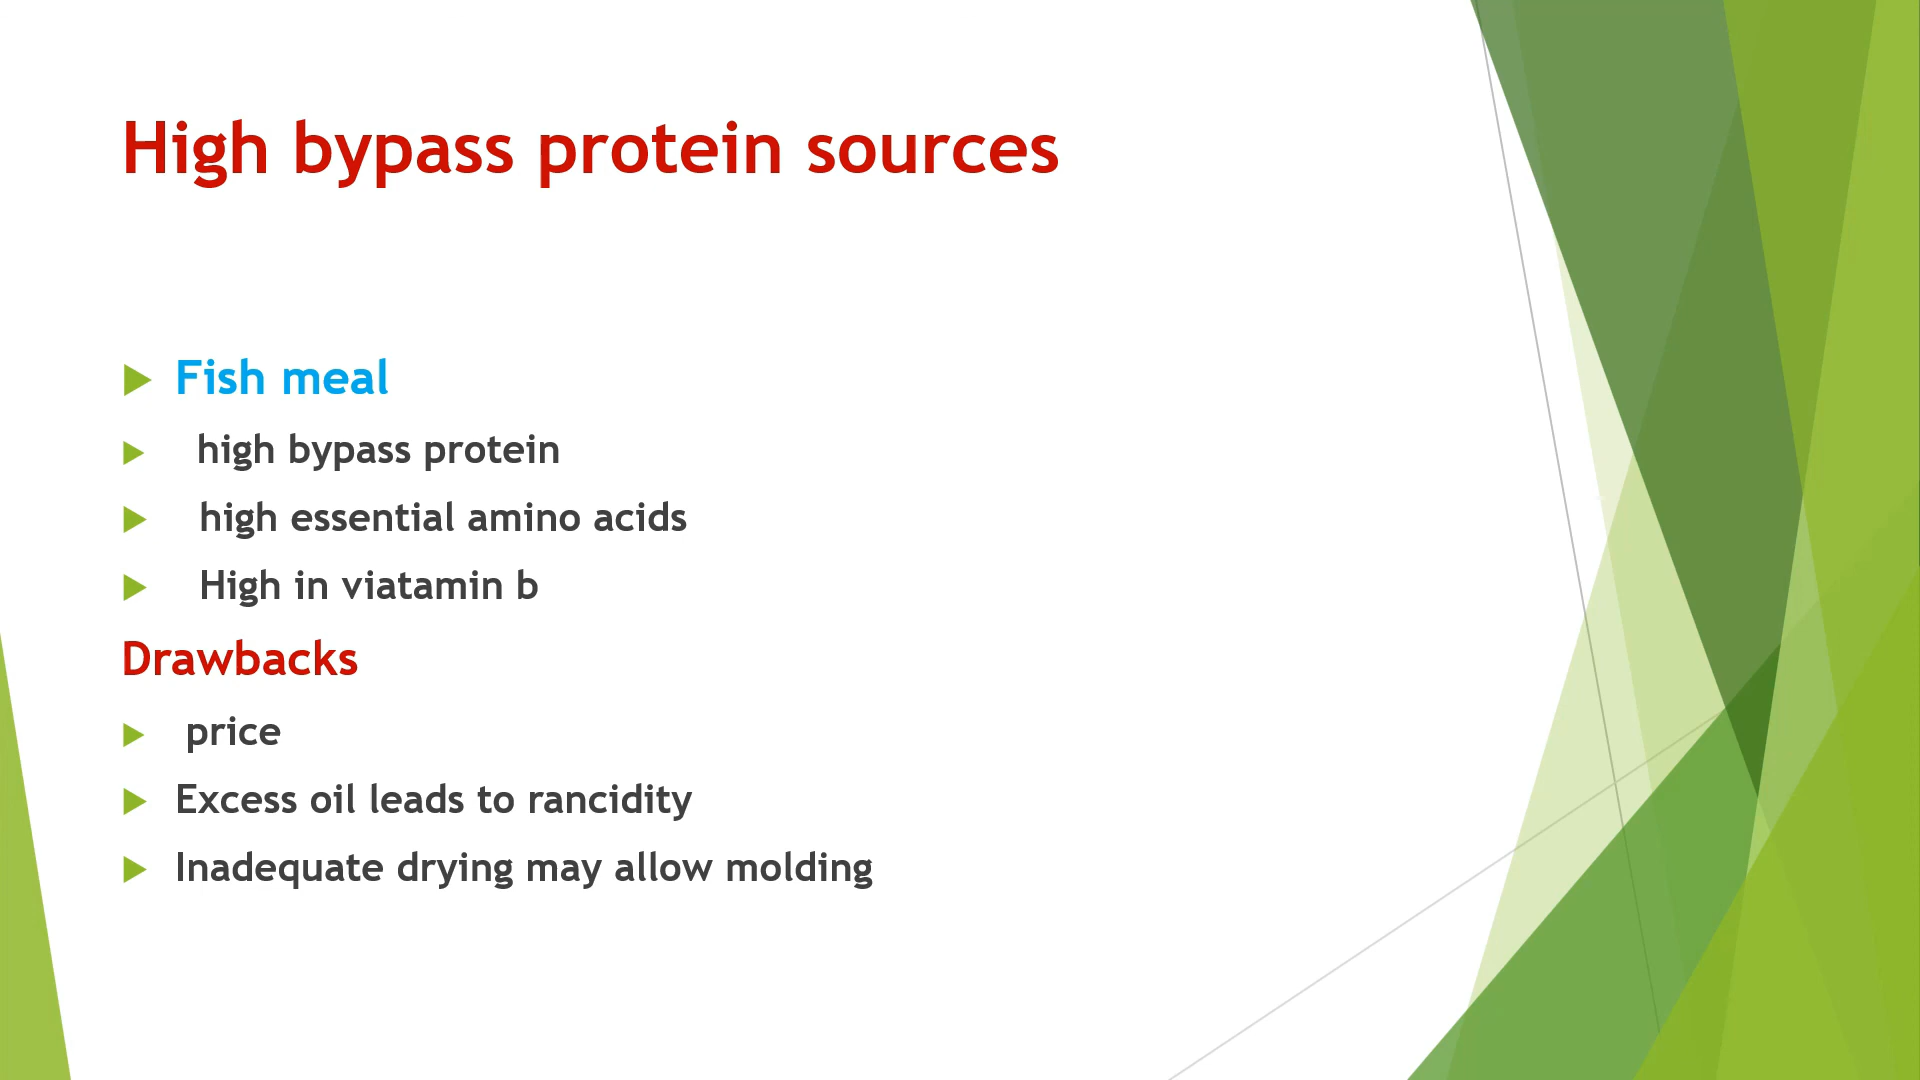 High bypass protein sources
Fish meal
high bypass protein
high essential amino acids
High in viatamin b
Drawbacks
price
Excess oil leads to rancidity
Inadequate drying may allow molding